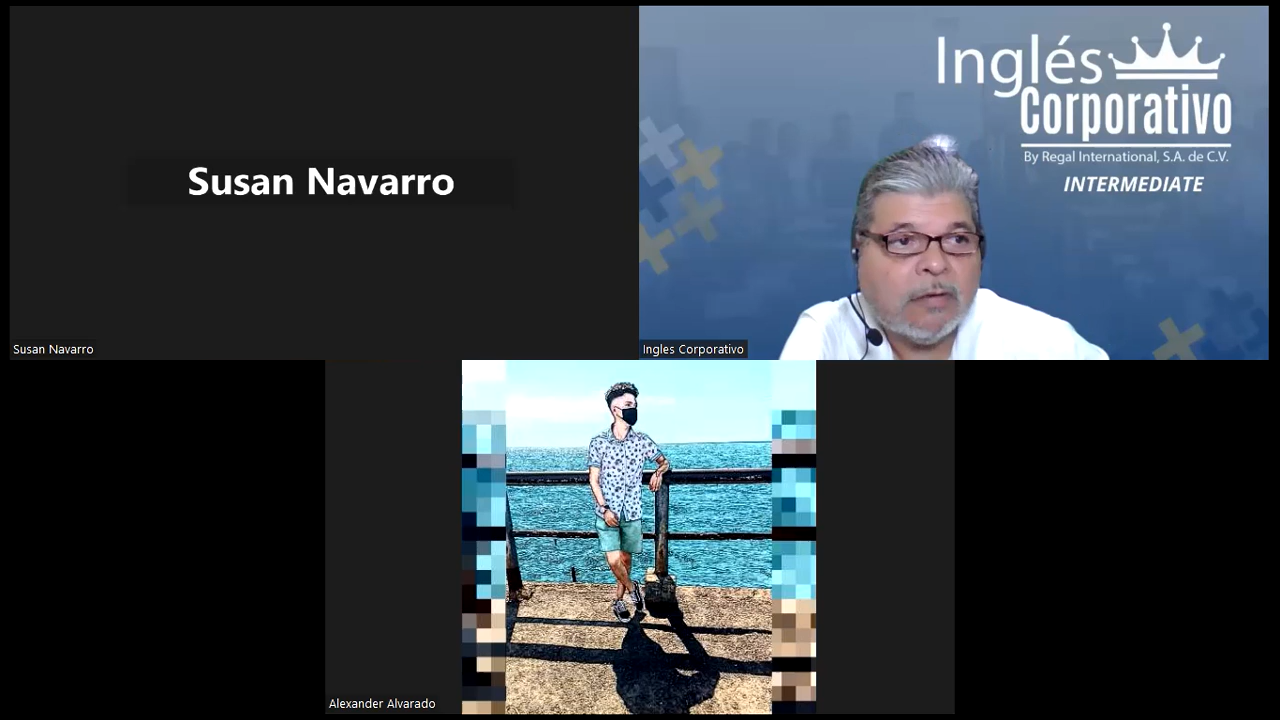 Susan Navarro
Susan Navarro
Inglés
Corporativo
By Regal International, S.A. de C.V.
INTERMEDIATE
Ingles Corporativo
Alexander Alvarado